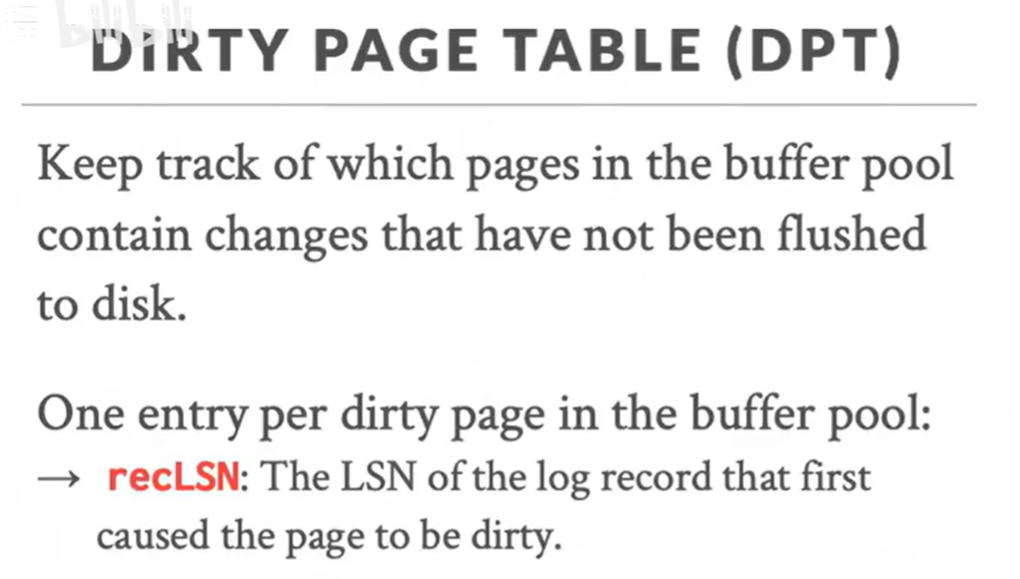 bilibili
DIRTY PAGE TABLE (DPT)
Keep track of which pages in the buffer pool
contain changes that have not been flushed
to disk.
One entry per dirty page in the buffer pool:
→ recLSN: The LSN of the log record that first
caused the page to be dirty.